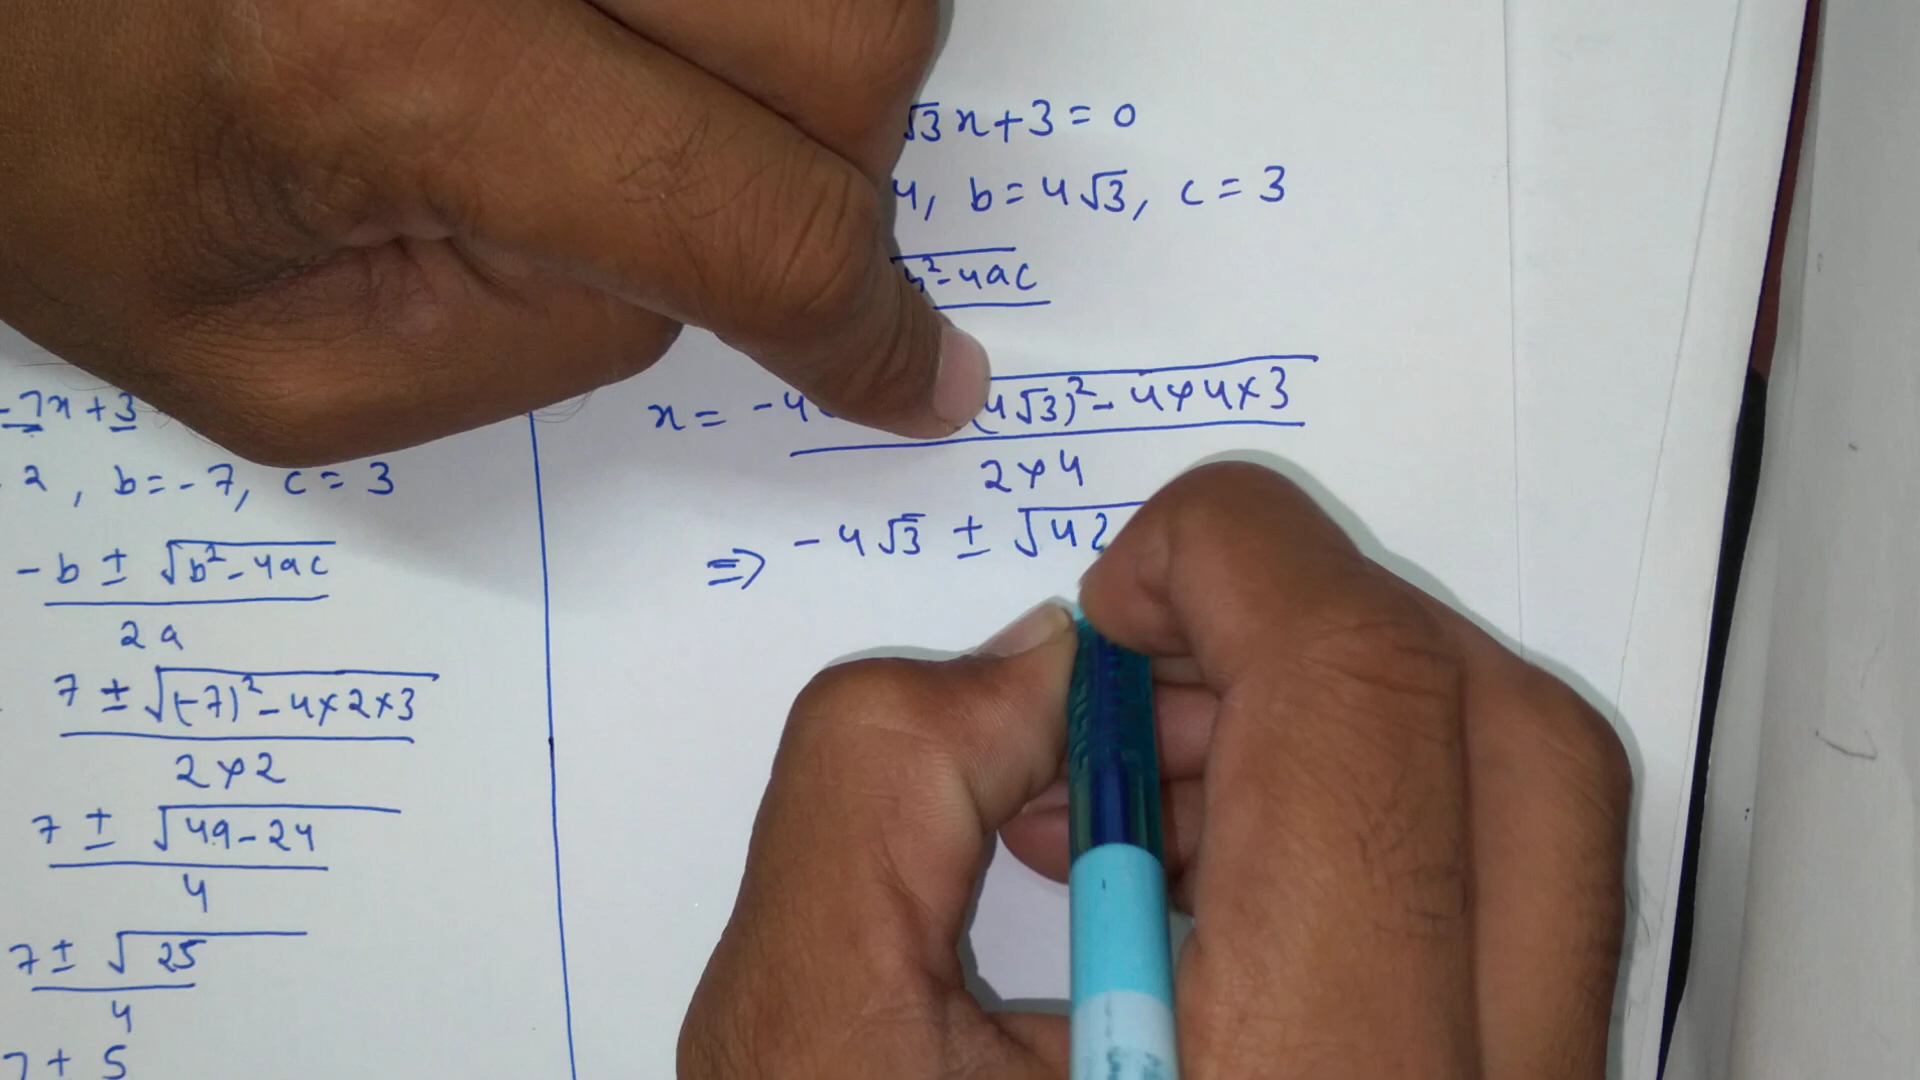 -7x+3
2, b=-7, c=3
-b ± √b²-4ac
2a
7 ± √(-7)²-4×2×3
2×2
7 ± √49-24
4
7 ± √25
4
7 + 5
√3x+3=0
4, b=4√3, c=3
b²-4ac
x= -4 (4√3)²-4×4×3
2×4
⇒ -4√3 ± √42